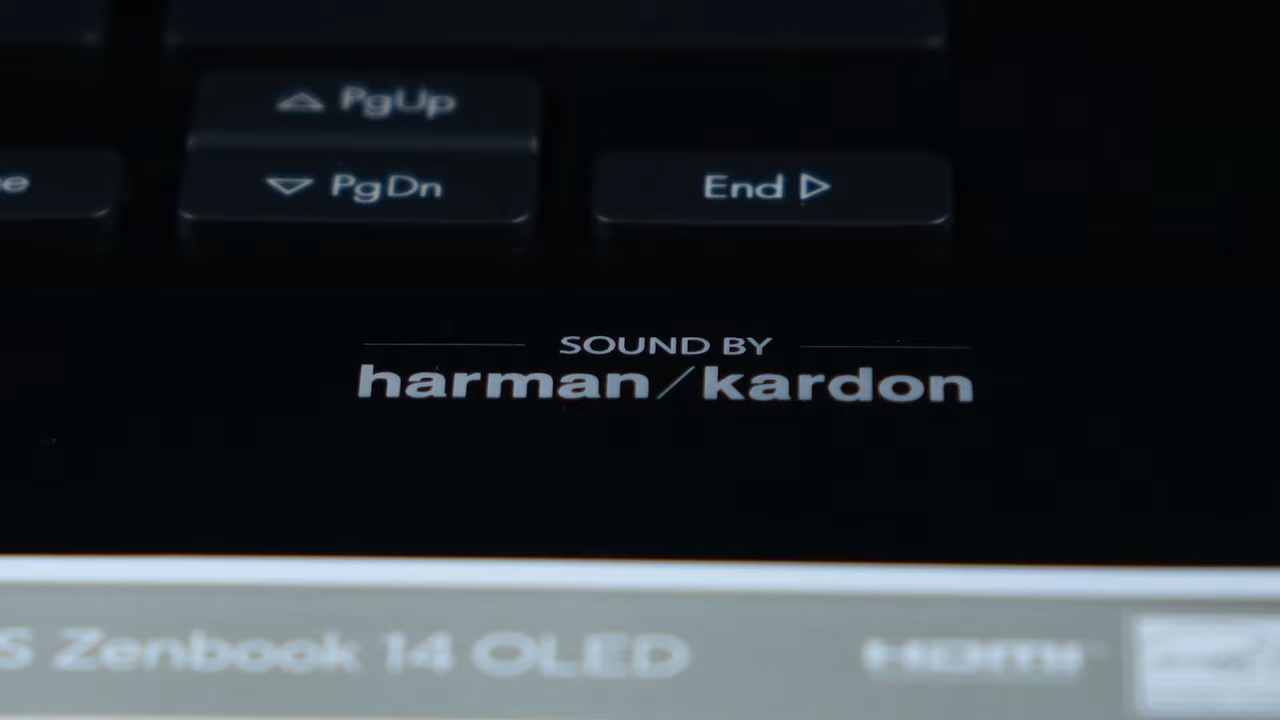 PgUp
PgDn
End
SOUND BY
harman/kardon
S Zenbook 14 OLED
HDMI